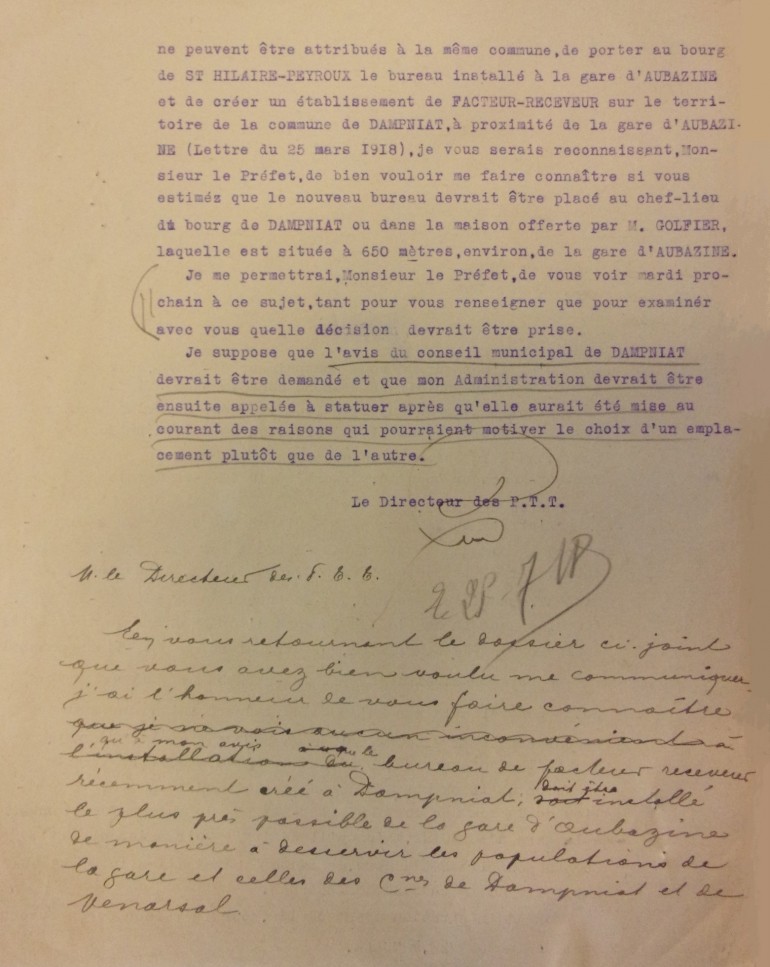 ne peuvent être attribués à la même commune,de porter au bourg
de ST HILAIRE-PEYROUX le bureau installé à la gare d'AUBAZINE
et de créer un établissement de FACTEUR-RECEVEUR sur le terri-
toire de la commune de DAMPNIAT,à proximité de la gare d'AUBAZI-
NE (Lettre du 25 mars 1918),je vous serais reconnaissant,Mon-
sieur le Préfet,de bien vouloir me faire connaître si vous
estiméz que le nouveau bureau devrait être placé au chef-lieu
du bourg de DAMPNIAT ou dans la maison offerte par M. GOLFIER,
laquelle est située à 650 mètres,environ,de la gare d'AUBAZINE.
Je me permettrai,Monsieur le Préfet,de vous voir mardi pro-
chain à ce sujet,tant pour vous renseigner que pour examinér
avec vous quelle décision devrait être prise.
Je suppose que l'avis du conseil municipal de DAMPNIAT
devrait être demandé et que mon Administration devrait être
ensuite appelée à statuer après qu'elle aurait été mise au
courant des raisons qui pourraient motiver le choix d'un empla-
cement plutôt que de l'autre.
Le Directeur des P.T.T.
M. le Directeur des P. T. T.
En vous retournant le dossier ci-joint
que vous avez bien voulu me communiquer
j'ai l'honneur de vous faire connaître
que je ne vois aucun inconvénient à
qu'à mon avis le
l'installation du bureau de facteur receveur
doit être
récemment créé à Dampniat, soit installé
le plus près possible de la gare d'Aubazine
de manière à desservir les populations de
la gare et celles des Cnes de Dampniat et de
Venarsal